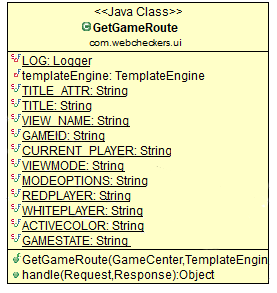 <<Java Class>>
GetGameRoute
com.webcheckers.ui
LOG: Logger
templateEngine: TemplateEngine
TITLE_ATTR: String
TITLE: String
VIEW_NAME: String
GAMEID: String
CURRENT_PLAYER: String
VIEWMODE: String
MODEOPTIONS: String
REDPLAYER: String
WHITEPLAYER: String
ACTIVECOLOR: String
GAMESTATE: String
GetGameRoute(GameCenter,TemplateEngin
handle(Request,Response):Object